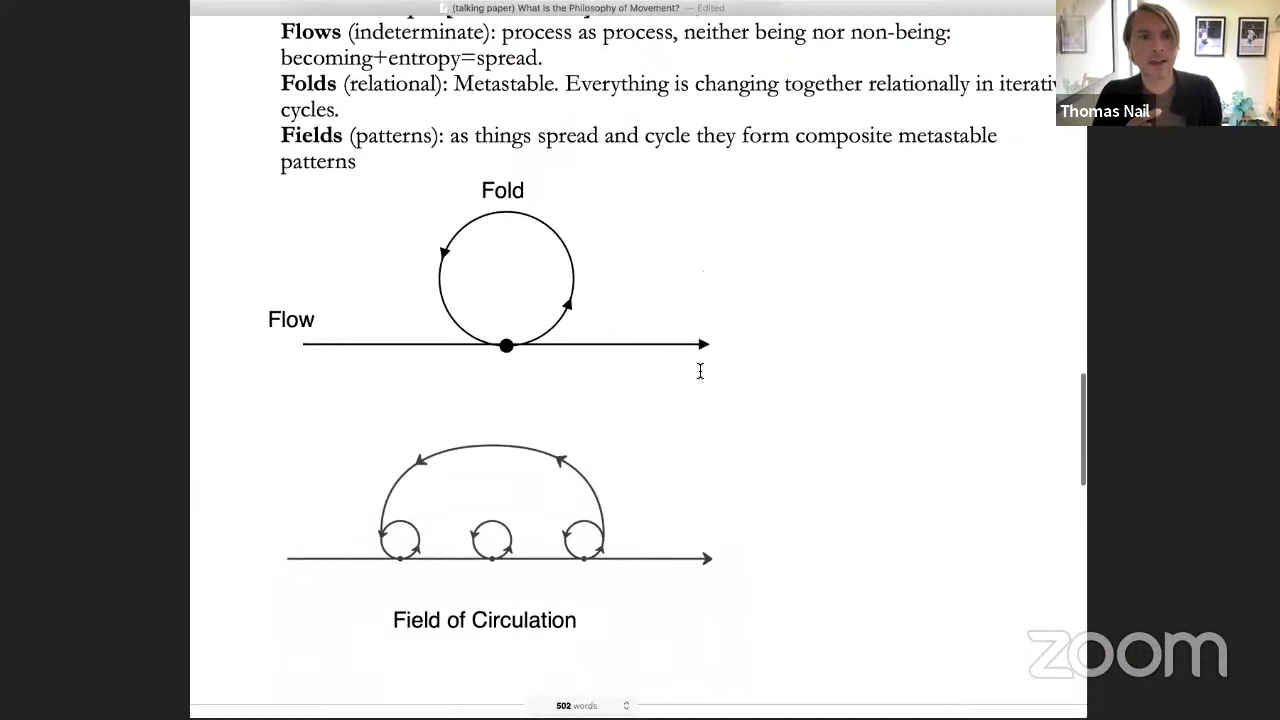 (talking paper) What is the Philosophy of Movement? — Edited
Flows (indeterminate): process as process, neither being nor non-being:
becoming+entropy=spread.
Folds (relational): Metastable. Everything is changing together relationally in iterativ
cycles.
Fields (patterns): as things spread and cycle they form composite metastable
patterns
Thomas Nail
Fold
Flow
Field of Circulation
zoom
502 words